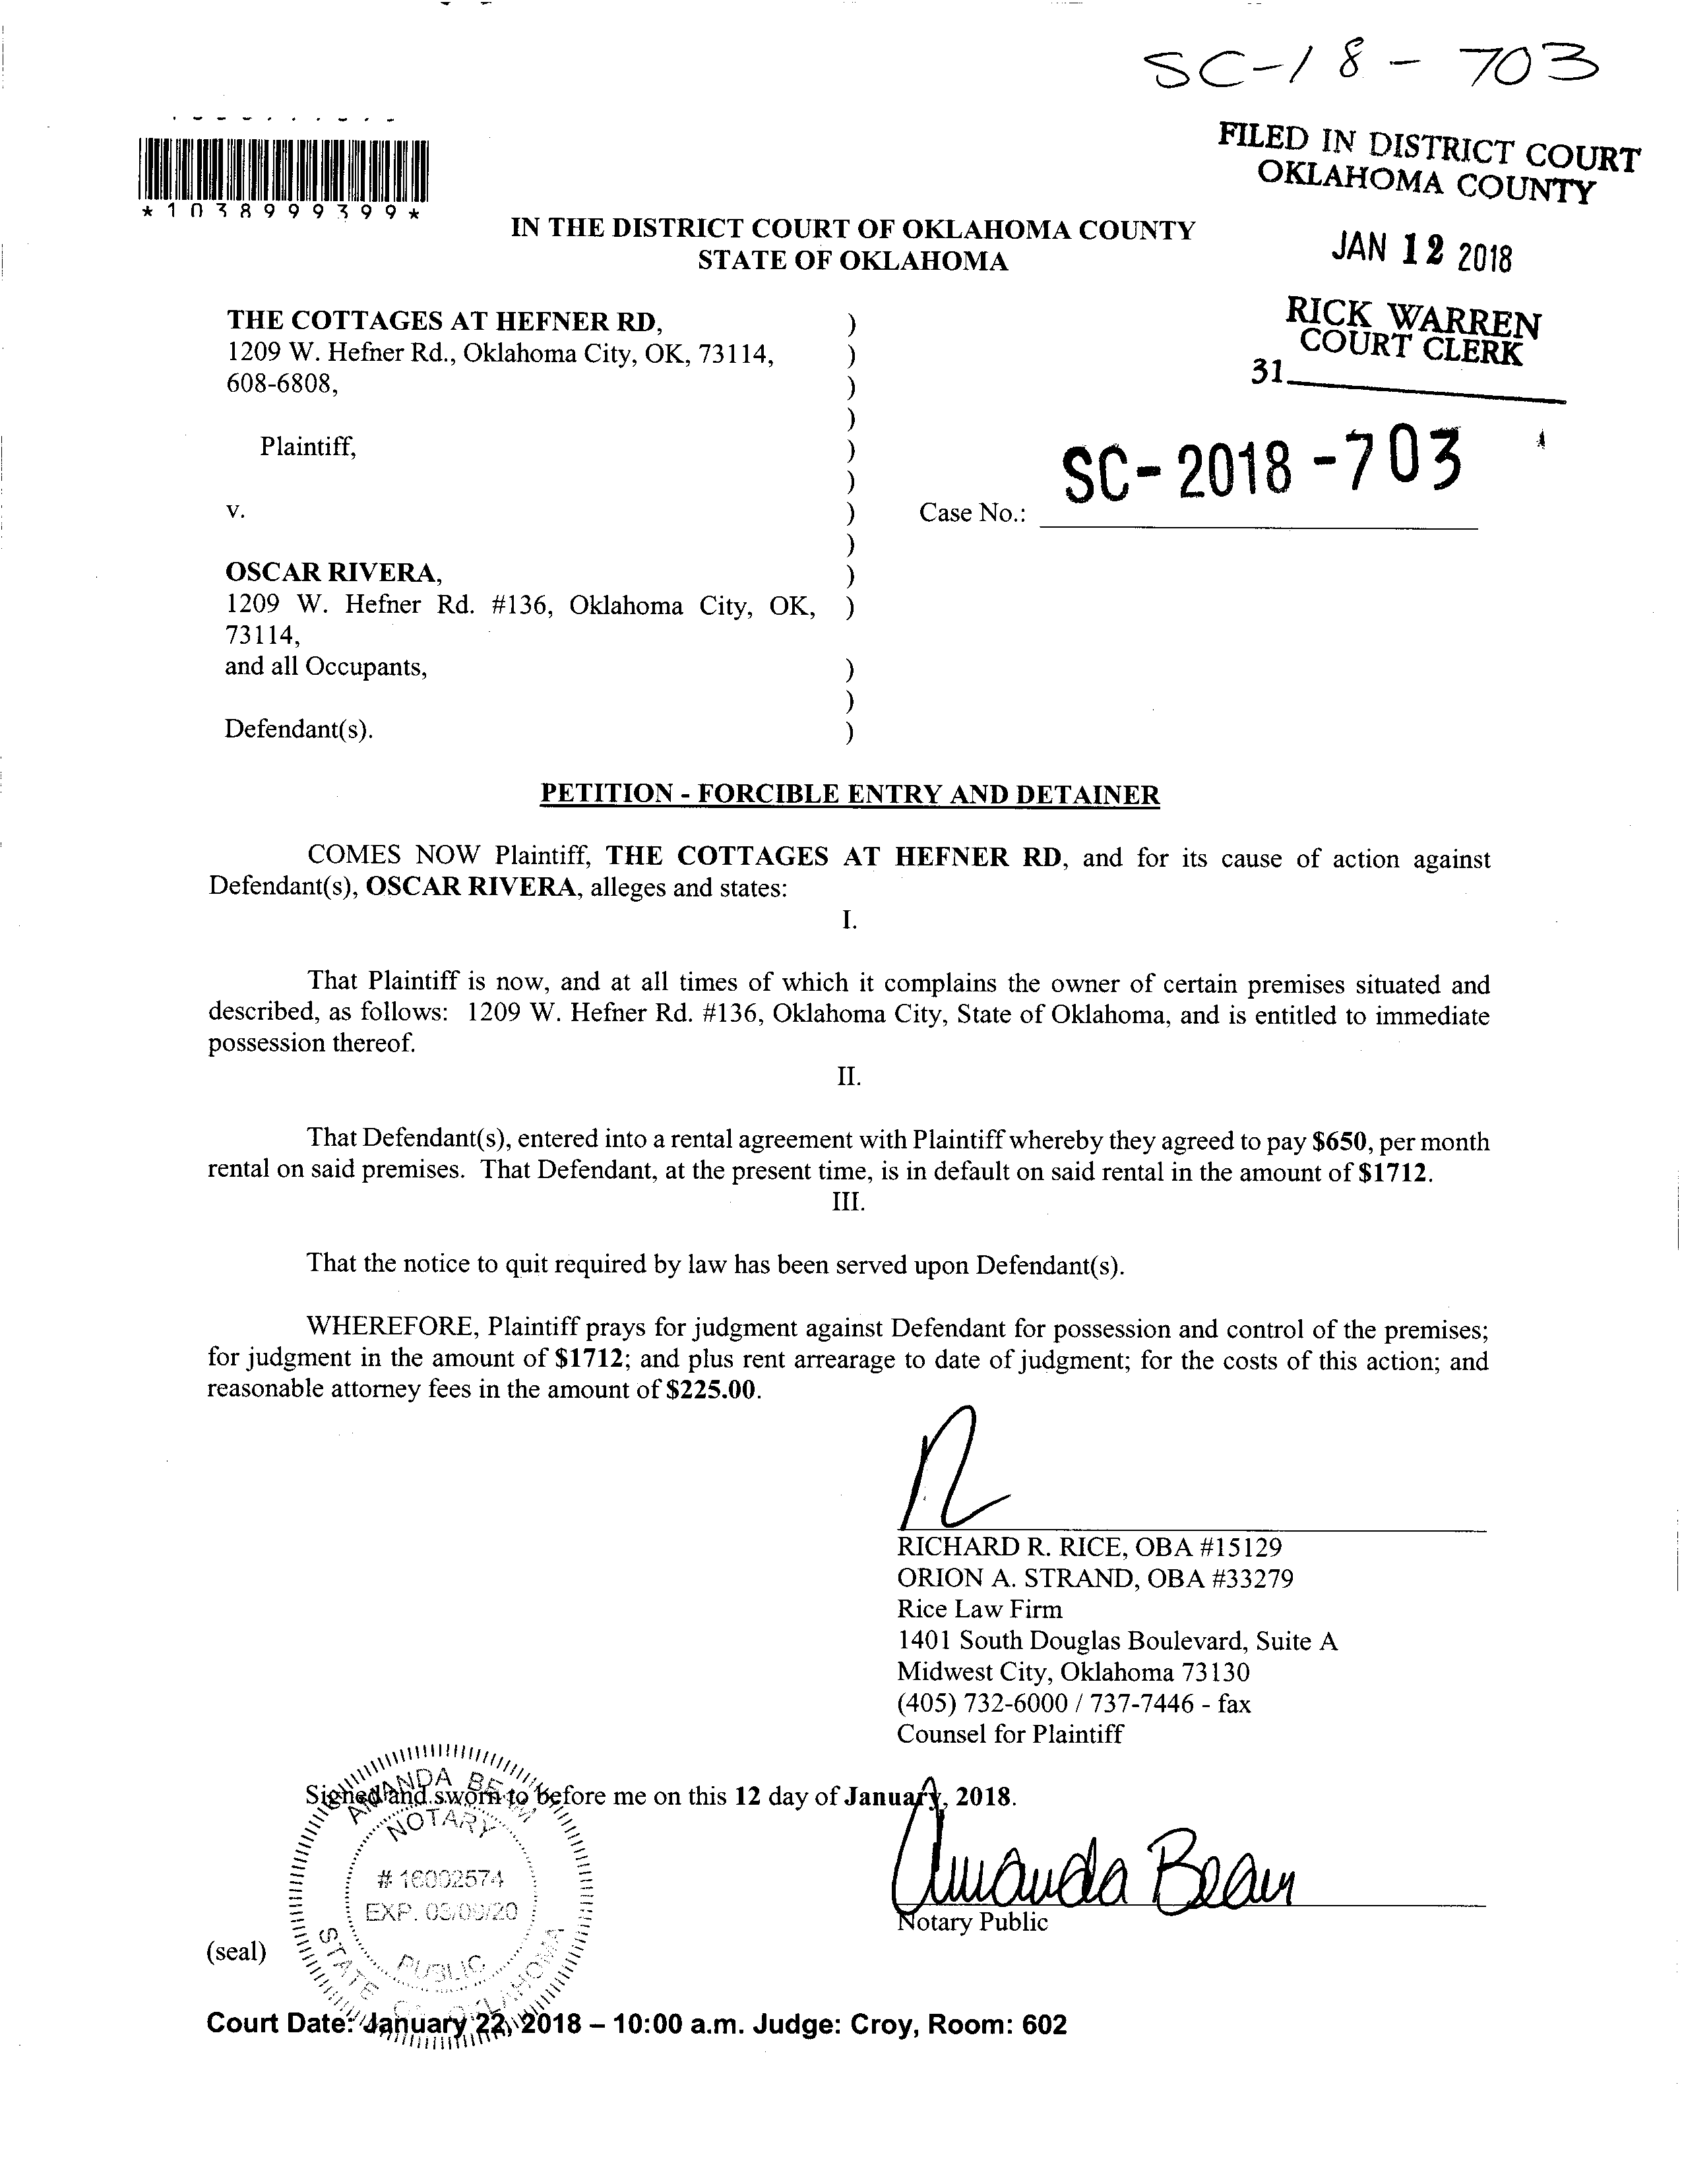 SC-18-703
FILED IN DISTRICT COURT
OKLAHOMA COUNTY
*1038999399*
IN THE DISTRICT COURT OF OKLAHOMA COUNTY
STATE OF OKLAHOMA
JAN 12 2018
RICK WARREN
COURT CLERK
31
THE COTTAGES AT HEFNER RD, )
1209 W. Hefner Rd., Oklahoma City, OK, 73114, )
608-6808, )
)
Plaintiff, )
)
v. ) Case No.: SC-2018-703
)
OSCAR RIVERA, )
1209 W. Hefner Rd. #136, Oklahoma City, OK, )
73114,
and all Occupants, )
)
Defendant(s). )
PETITION - FORCIBLE ENTRY AND DETAINER
COMES NOW Plaintiff, THE COTTAGES AT HEFNER RD, and for its cause of action against
Defendant(s), OSCAR RIVERA, alleges and states:
I.
That Plaintiff is now, and at all times of which it complains the owner of certain premises situated and
described, as follows: 1209 W. Hefner Rd. #136, Oklahoma City, State of Oklahoma, and is entitled to immediate
possession thereof.
II.
That Defendant(s), entered into a rental agreement with Plaintiff whereby they agreed to pay $650, per month
rental on said premises. That Defendant, at the present time, is in default on said rental in the amount of $1712.
III.
That the notice to quit required by law has been served upon Defendant(s).
WHEREFORE, Plaintiff prays for judgment against Defendant for possession and control of the premises;
for judgment in the amount of $1712; and plus rent arrearage to date of judgment; for the costs of this action; and
reasonable attorney fees in the amount of $225.00.
RICHARD R. RICE, OBA #15129
ORION A. STRAND, OBA #33279
Rice Law Firm
1401 South Douglas Boulevard, Suite A
Midwest City, Oklahoma 73130
(405) 732-6000 / 737-7446 - fax
Counsel for Plaintiff
Signed and sworn to before me on this 12 day of January, 2018.
Amanda Beam
Notary Public
AMANDA BEAM
NOTARY
# 16002574
EXP. 03/09/20
PUBLIC
STATE OF OKLAHOMA
(seal)
Court Date: January 22, 2018 – 10:00 a.m. Judge: Croy, Room: 602